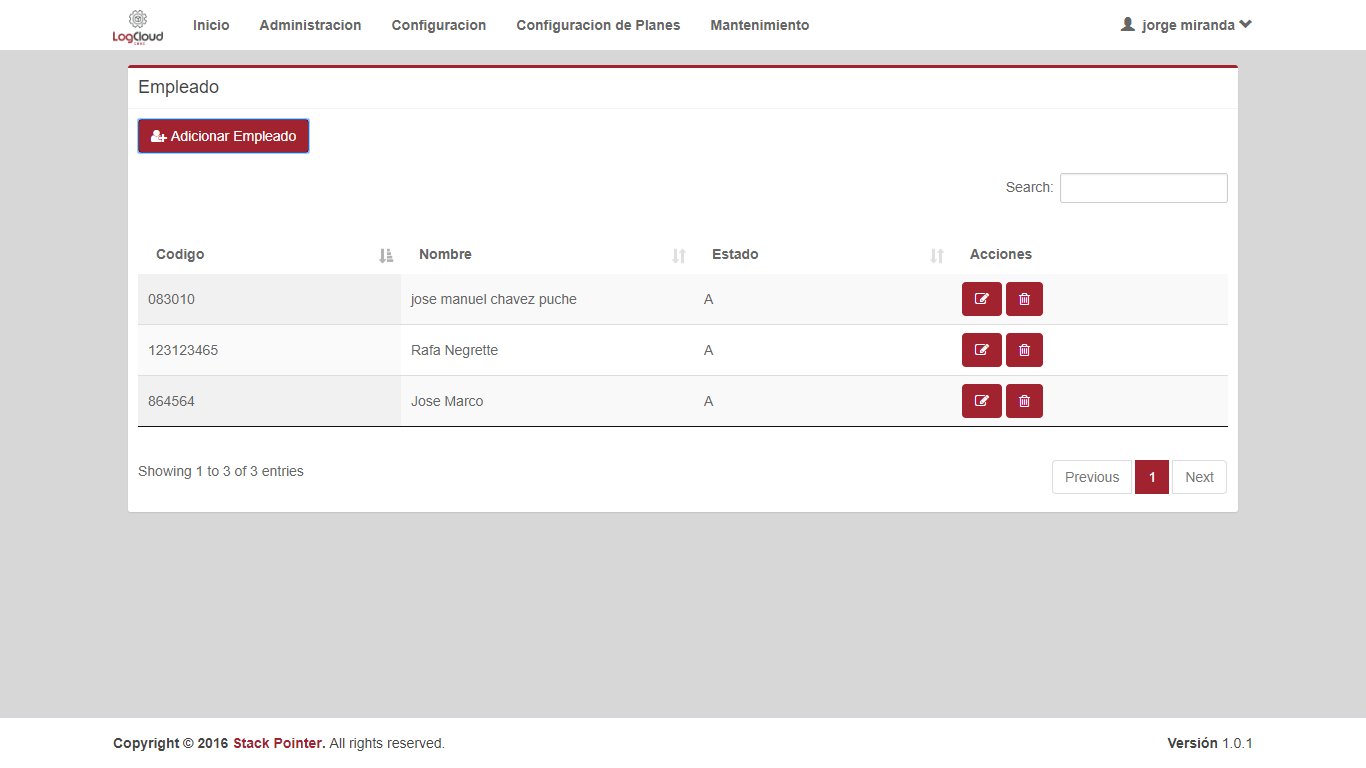 LogCloud Inicio Administracion Configuracion Configuracion de Planes Mantenimiento jorge miranda
Empleado
Adicionar Empleado
Search:
Codigo Nombre Estado Acciones
083010 jose manuel chavez puche A
123123465 Rafa Negrette A
864564 Jose Marco A
Showing 1 to 3 of 3 entries Previous 1 Next
Copyright © 2016 Stack Pointer. All rights reserved. Versión 1.0.1